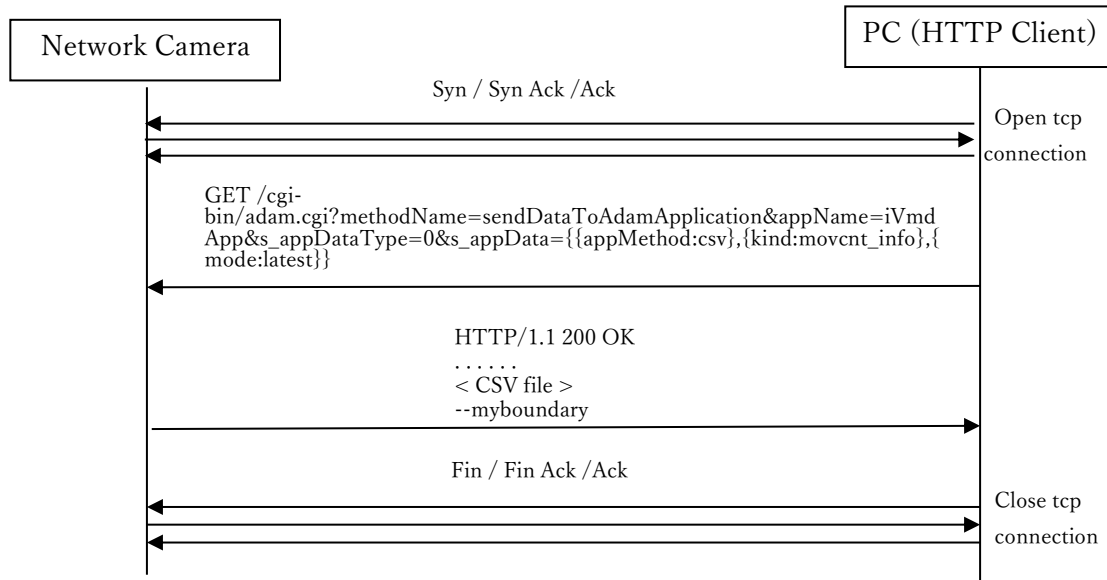 Network Camera
PC (HTTP Client)
Syn / Syn Ack /Ack
Open tcp
connection
GET /cgi-
bin/adam.cgi?methodName=sendDataToAdamApplication&appName=iVmd
App&s_appDataType=0&s_appData={{appMethod:csv},{kind:movcnt_info},{
mode:latest}}
HTTP/1.1 200 OK
. . . . . .
< CSV file >
--myboundary
Fin / Fin Ack /Ack
Close tcp
connection